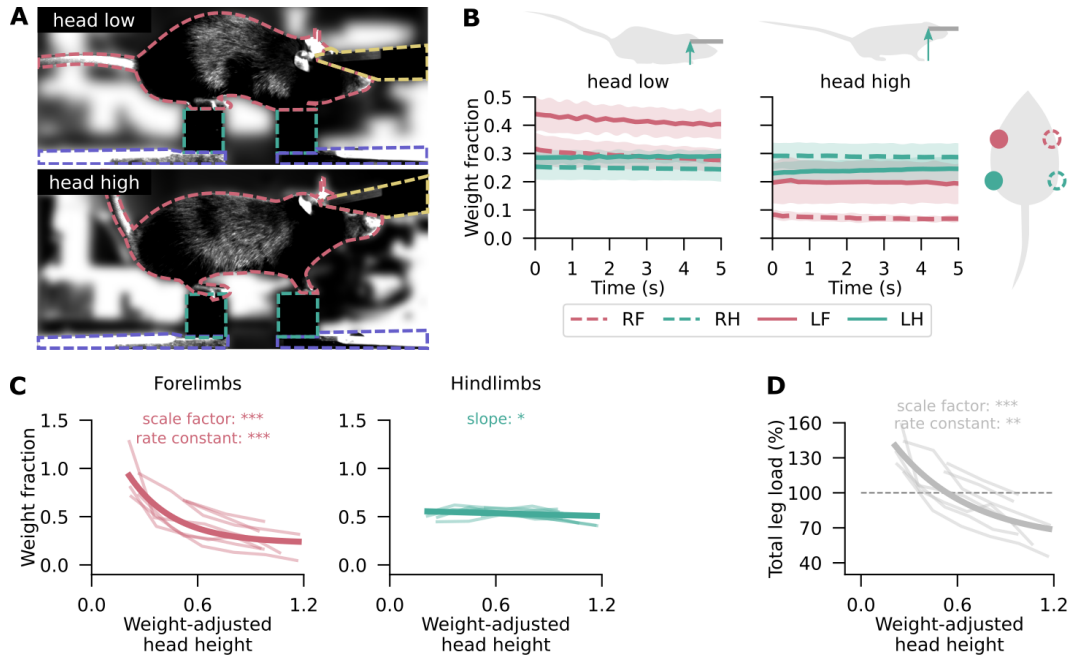 A
head low
head high
B
head low
head high
Weight fraction
0.5
0.4
0.3
0.2
0.1
0.0
0 1 2 3 4 5
Time (s)
0 1 2 3 4 5
Time (s)
RF RH LF LH
C
Forelimbs
scale factor: ***
rate constant: ***
Weight fraction
1.5
1.0
0.5
0.0
0.0 0.6 1.2
Weight-adjusted
head height
Hindlimbs
slope: *
1.5
1.0
0.5
0.0
0.0 0.6 1.2
Weight-adjusted
head height
D
scale factor: ***
rate constant: **
Total leg load (%)
160
130
100
70
40
0.0 0.6 1.2
Weight-adjusted
head height